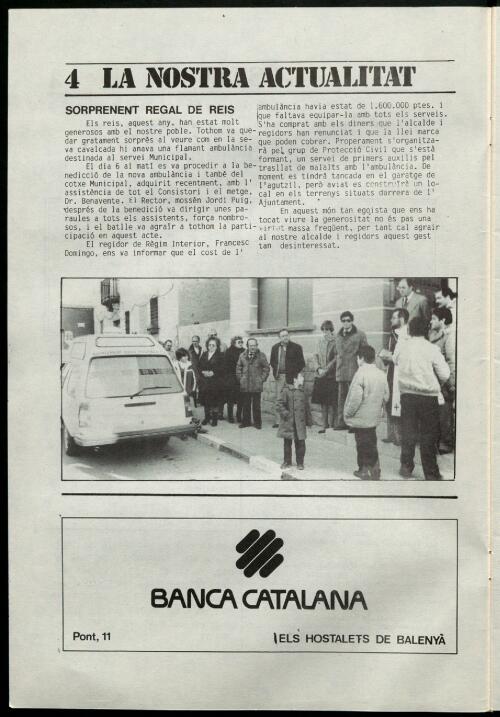 4 LA NOSTRA ACTUALITAT
SORPRENENT REGAL DE REIS
Els reis, aquest any, han estat molt
generosos amb el nostre poble. Tothom va que-
dar gratament sorprès al veure com en la se-
va cavalcada hi anava una flamant ambulància
destinada al servei Municipal.
El dia 6 al matí es va procedir a la be-
nedicció de la nova ambulància i també del
cotxe Municipal, adquirit recentment, amb l'
assistència de tot el Consistori i el metge,
Dr. Benavente. El Rector, mossèn Jordi Puig,
després de la benedicció va dirigir unes pa-
raules a tots els assistents, força nombro-
sos, i el batlle va agrair a tothom la parti-
cipació en aquest acte.
El regidor de Règim Interior, Francesc
Domingo, ens va informar que el cost de l'
ambulància havia estat de 1.600.000 ptes. i
que faltava equipar-la amb tots els serveis.
S'ha comprat amb els diners que l'alcalde i
regidors han renunciat i que la llei marca
que poden cobrar. Properament s'organitza-
rà pel grup de Protecció Civil que s'està
formant, un servei de primers auxilis pel
trasllat de malalts amb l'ambulància. De
moment es tindrà tancada en el garatge de
l'agutzil, però aviat es construirà un lo-
cal en els terrenys situats darrera de l'
Ajuntament.
En aquest món tan egoista que ens ha
tocat viure la generositat no és pas una
virtut massa freqüent, per tant cal agrair
al nostre alcalde i regidors aquest gest
tan desinteressat.
BANCA CATALANA
Pont, 11
ELS HOSTALETS DE BALENYÀ